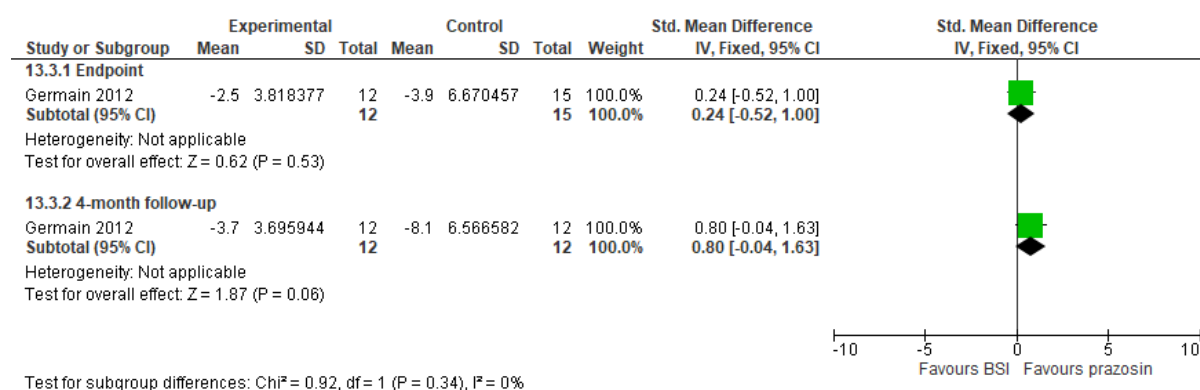 Experimental Control Std. Mean Difference Std. Mean Difference
Study or Subgroup Mean SD Total Mean SD Total Weight IV, Fixed, 95% CI IV, Fixed, 95% CI
13.3.1 Endpoint
Germain 2012 -2.5 3.818377 12 -3.9 6.670457 15 100.0% 0.24 [-0.52, 1.00]
Subtotal (95% CI) 12 15 100.0% 0.24 [-0.52, 1.00]
Heterogeneity: Not applicable
Test for overall effect: Z = 0.62 (P = 0.53)
13.3.2 4-month follow-up
Germain 2012 -3.7 3.695944 12 -8.1 6.566582 12 100.0% 0.80 [-0.04, 1.63]
Subtotal (95% CI) 12 12 100.0% 0.80 [-0.04, 1.63]
Heterogeneity: Not applicable
Test for overall effect: Z = 1.87 (P = 0.06)
-10 -5 0 5 10
Favours BSI Favours prazosin
Test for subgroup differences: Chi² = 0.92, df = 1 (P = 0.34), I² = 0%